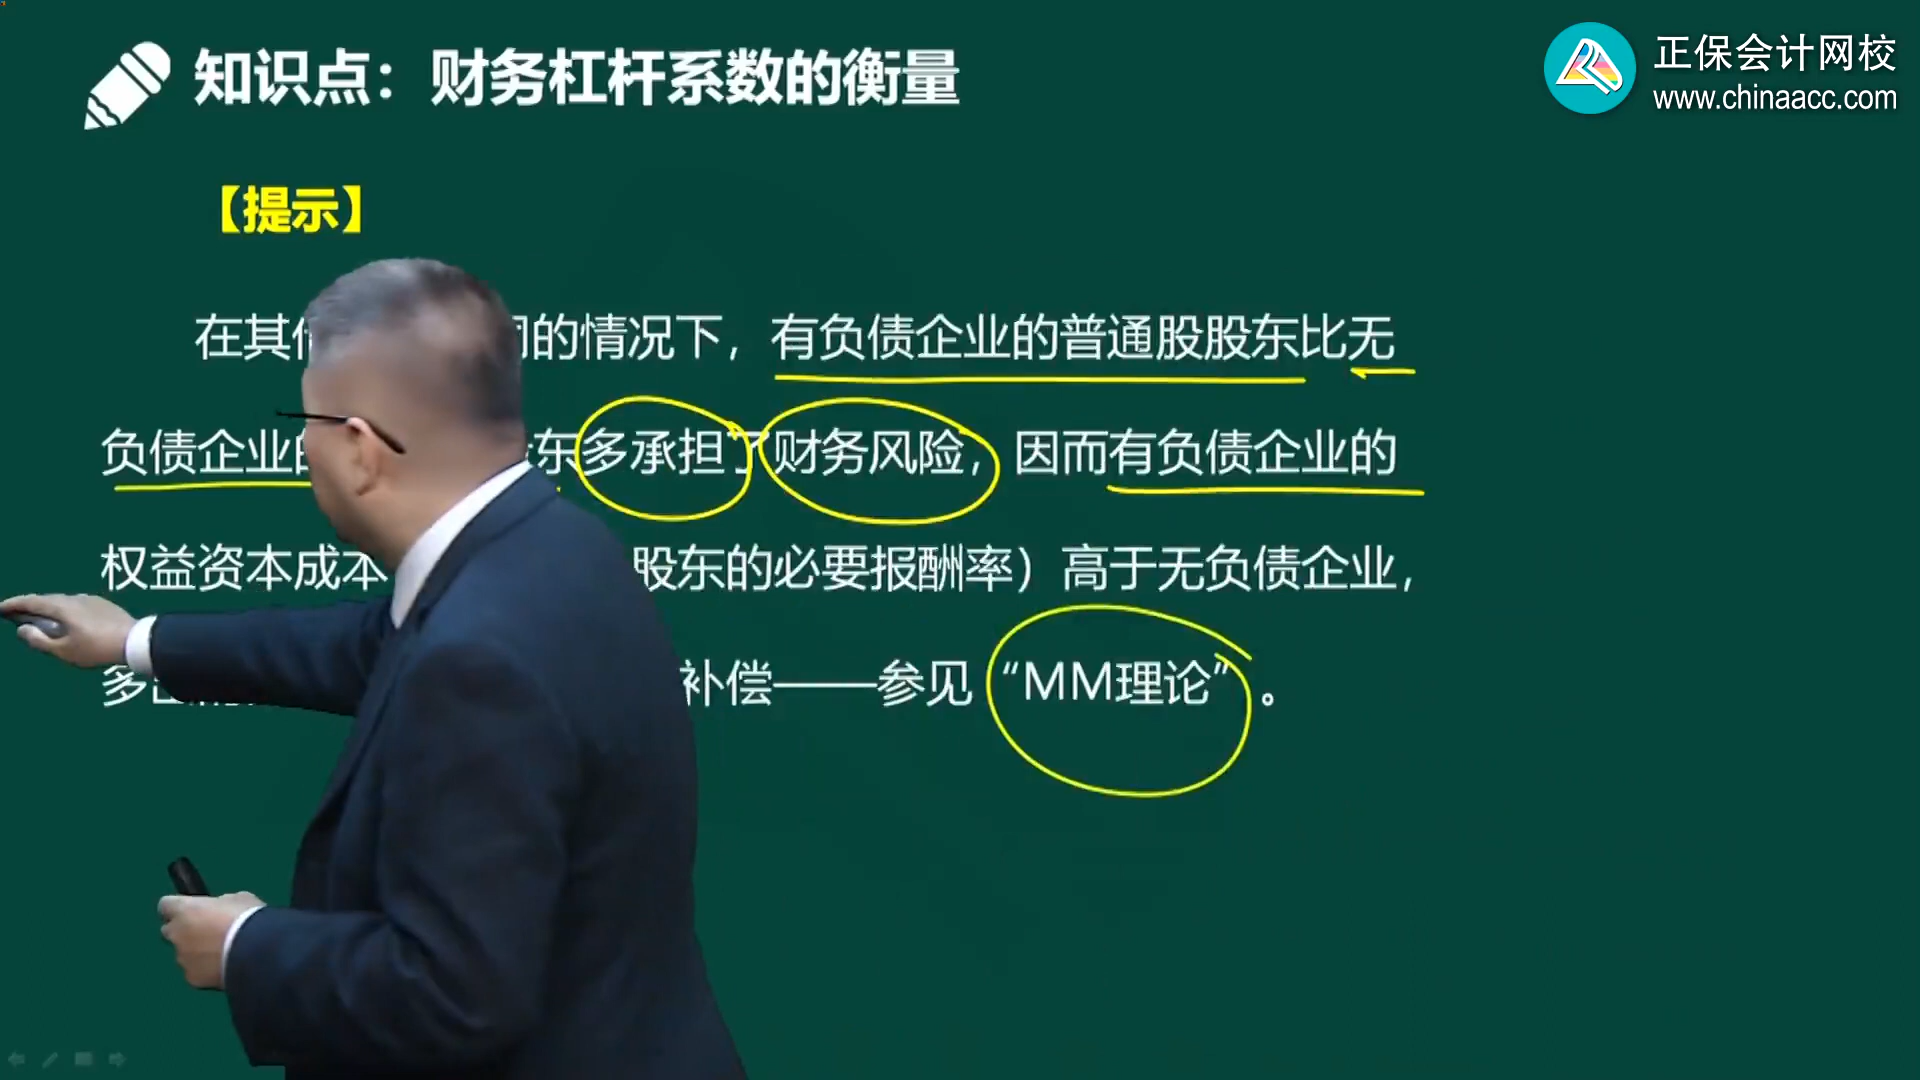 知识点：财务杠杆系数的衡量
正保会计网校
www.chinaacc.com
【提示】
在其 的情况下，有负债企业的普通股股东比无
负债企业 东多承担了财务风险，因而有负债企业的
权益资本成本 股东的必要报酬率）高于无负债企业，
多 补偿——参见“MM理论”。